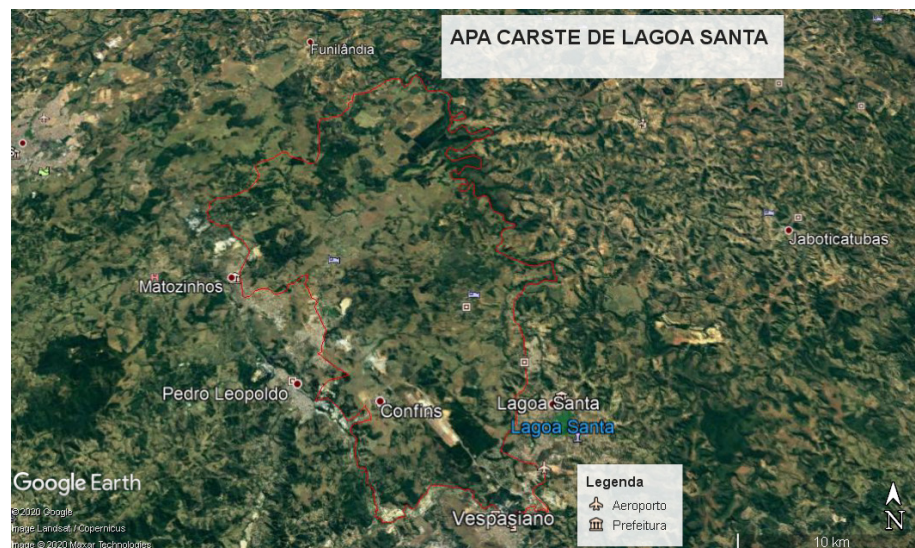 APA CARSTE DE LAGOA SANTA
Funilândia
Jaboticatubas
Matozinhos
Pedro Leopoldo
Confins
Lagoa Santa
Lagoa Santa
Vespasiano
Legenda
Aeroporto
Prefeitura
Google Earth
©2020 Google
Image Landsat / Copernicus
Image © 2020 Maxar Technologies
N
10 km